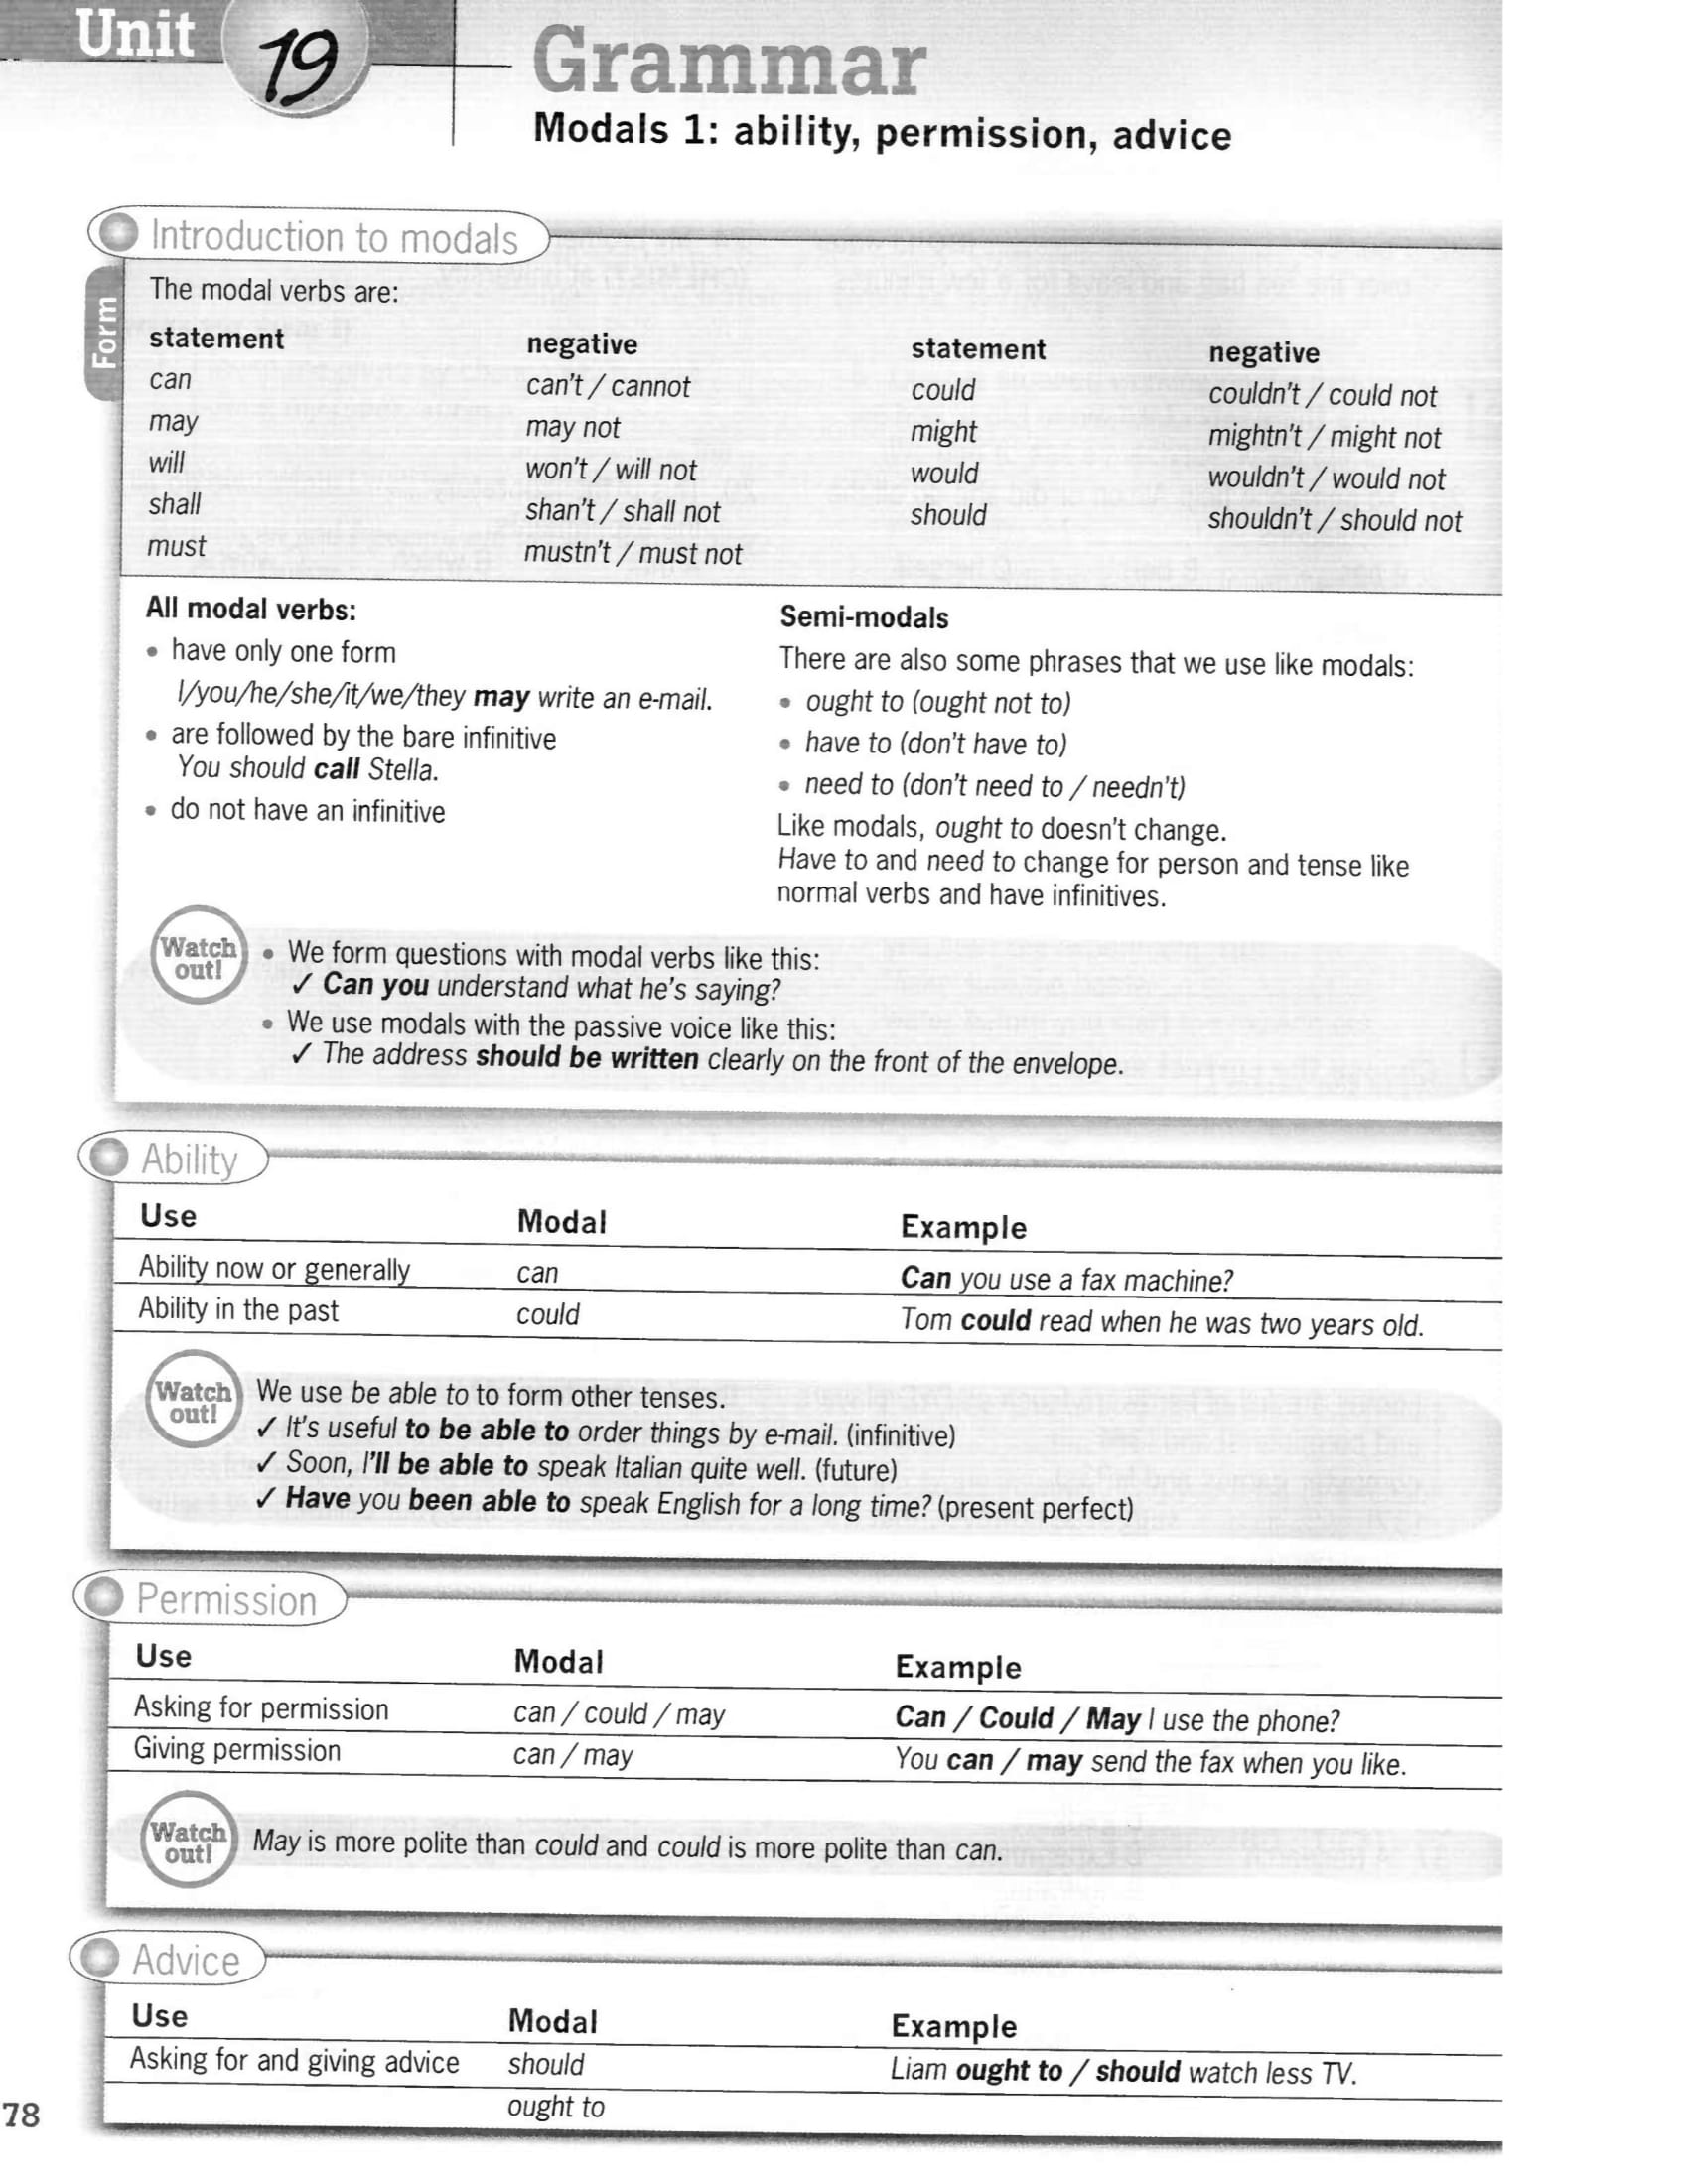 Unit 19
Grammar
Modals 1: ability, permission, advice
Introduction to modals
Form
The modal verbs are:
statement negative statement negative
can can't / cannot could couldn't / could not
may may not might mightn't / might not
will won't / will not would wouldn't / would not
shall shan't / shall not should shouldn't / should not
must mustn't / must not
All modal verbs:
• have only one form
I/you/he/she/it/we/they may write an e-mail.
• are followed by the bare infinitive
You should call Stella.
• do not have an infinitive
Semi-modals
There are also some phrases that we use like modals:
• ought to (ought not to)
• have to (don't have to)
• need to (don't need to / needn't)
Like modals, ought to doesn't change.
Have to and need to change for person and tense like
normal verbs and have infinitives.
Watch out!
• We form questions with modal verbs like this:
✓ Can you understand what he's saying?
• We use modals with the passive voice like this:
✓ The address should be written clearly on the front of the envelope.
Ability
Use Modal Example
Ability now or generally can Can you use a fax machine?
Ability in the past could Tom could read when he was two years old.
Watch out!
We use be able to to form other tenses.
✓ It's useful to be able to order things by e-mail. (infinitive)
✓ Soon, I'll be able to speak Italian quite well. (future)
✓ Have you been able to speak English for a long time? (present perfect)
Permission
Use Modal Example
Asking for permission can / could / may Can / Could / May I use the phone?
Giving permission can / may You can / may send the fax when you like.
Watch out!
May is more polite than could and could is more polite than can.
Advice
Use Modal Example
Asking for and giving advice should Liam ought to / should watch less TV.
ought to
78